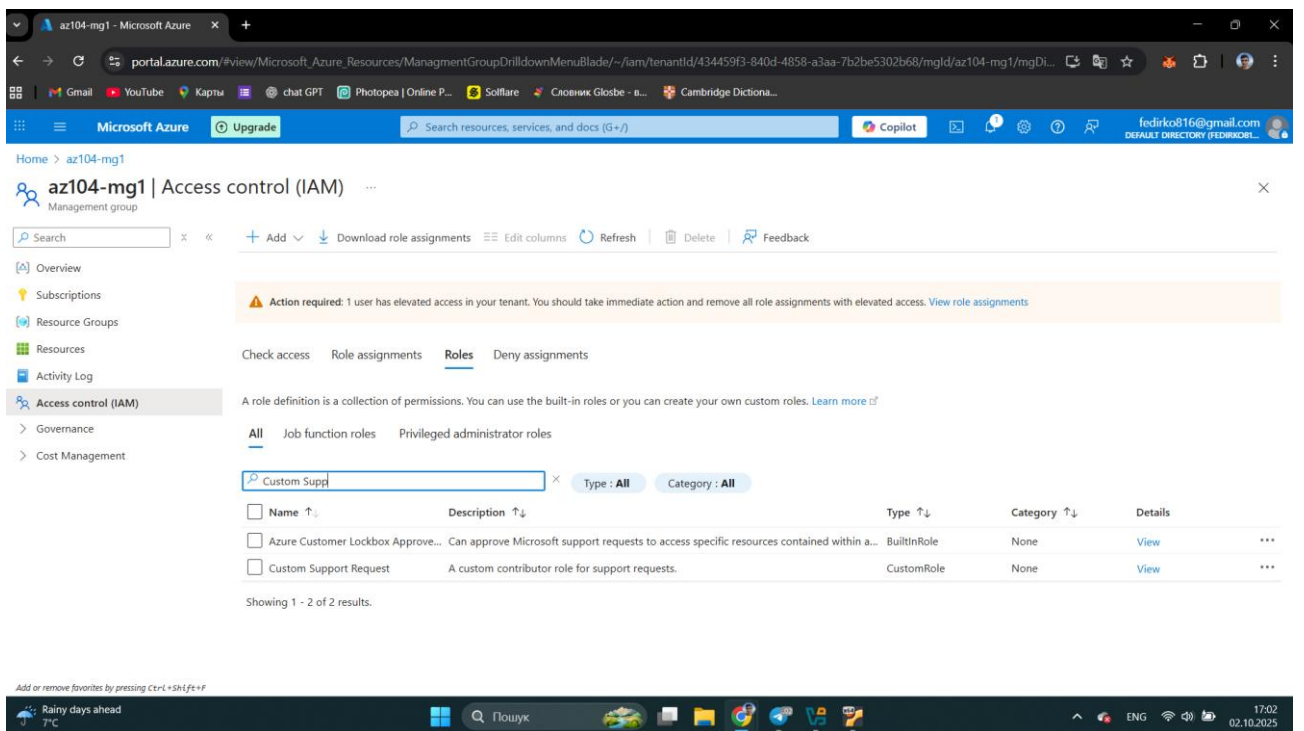 az104-mg1 - Microsoft Azure
portal.azure.com/#view/Microsoft_Azure_Resources/ManagmentGroupDrilldownMenuBlade/~/iam/tenantId/434459f3-840d-4858-a3aa-7b2be5302b68/mgId/az104-mg1/mgDi...
Gmail YouTube Карты chat GPT Photopea | Online P... Solflare Словник Glosbe - в... Cambridge Dictiona...
Microsoft Azure Upgrade Search resources, services, and docs (G+/) Copilot 1 fedirko816@gmail.com
DEFAULT DIRECTORY (FEDIRKO81...
Home > az104-mg1
az104-mg1 | Access control (IAM) ...
Management group
Search Add Download role assignments Edit columns Refresh Delete Feedback
Overview
Subscriptions
Action required: 1 user has elevated access in your tenant. You should take immediate action and remove all role assignments with elevated access. View role assignments
Resource Groups
Resources
Check access Role assignments Roles Deny assignments
Activity Log
Access control (IAM)
A role definition is a collection of permissions. You can use the built-in roles or you can create your own custom roles. Learn more
Governance
All Job function roles Privileged administrator roles
Cost Management
Custom Supp Type : All Category : All
Name Description Type Category Details
Azure Customer Lockbox Approve... Can approve Microsoft support requests to access specific resources contained within a... BuiltInRole None View ...
Custom Support Request A custom contributor role for support requests. CustomRole None View ...
Showing 1 - 2 of 2 results.
Add or remove favorites by pressing Ctrl+Shift+F
Rainy days ahead
7°C
Пошук
ENG
17:02
02.10.2025